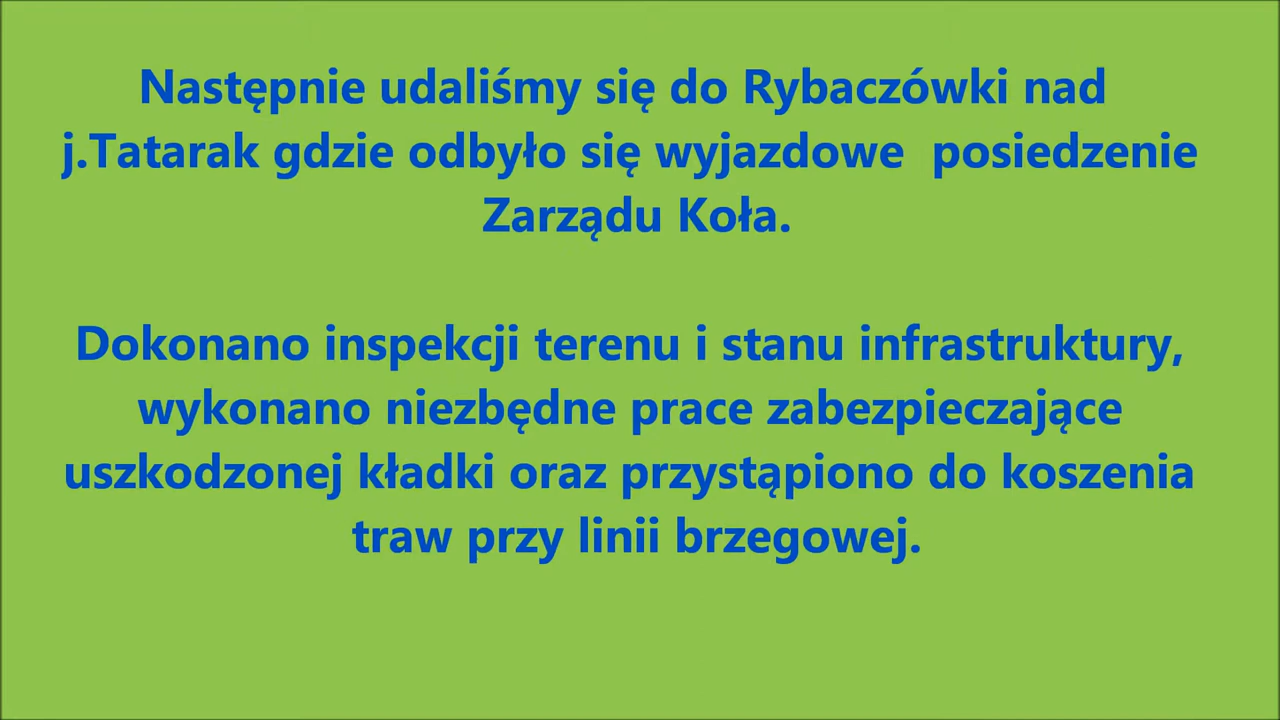 Następnie udaliśmy się do Rybaczówki nad
j.Tatarak gdzie odbyło się wyjazdowe  posiedzenie
Zarządu Koła.
Dokonano inspekcji terenu i stanu infrastruktury,
wykonano niezbędne prace zabezpieczające
uszkodzonej kładki oraz przystąpiono do koszenia
traw przy linii brzegowej.